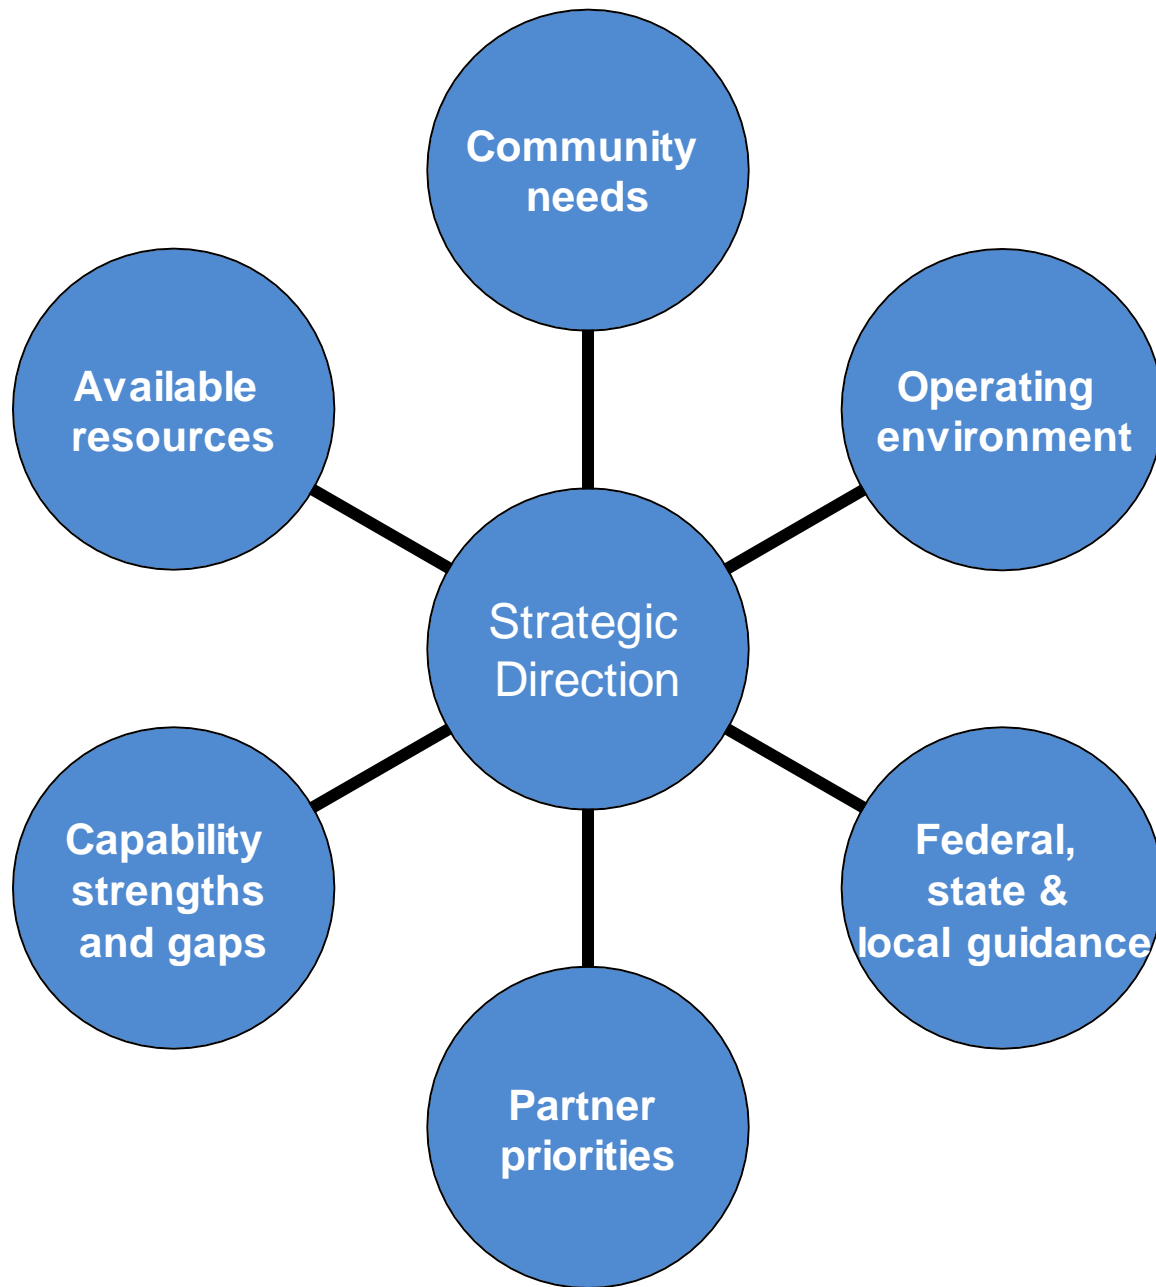 Community
needs
Available
resources
Operating
environment
Strategic
Direction
Capability
strengths
and gaps
Federal,
state &
local guidance
Partner
priorities